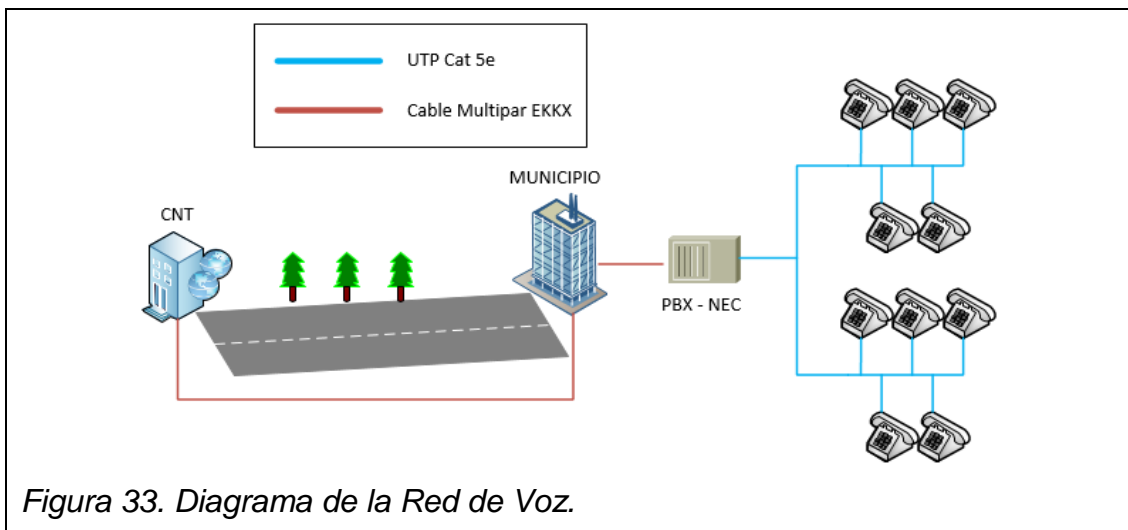 UTP Cat 5e
Cable Multipar EKKX
MUNICIPIO
CNT
PBX - NEC
Figura 33. Diagrama de la Red de Voz.